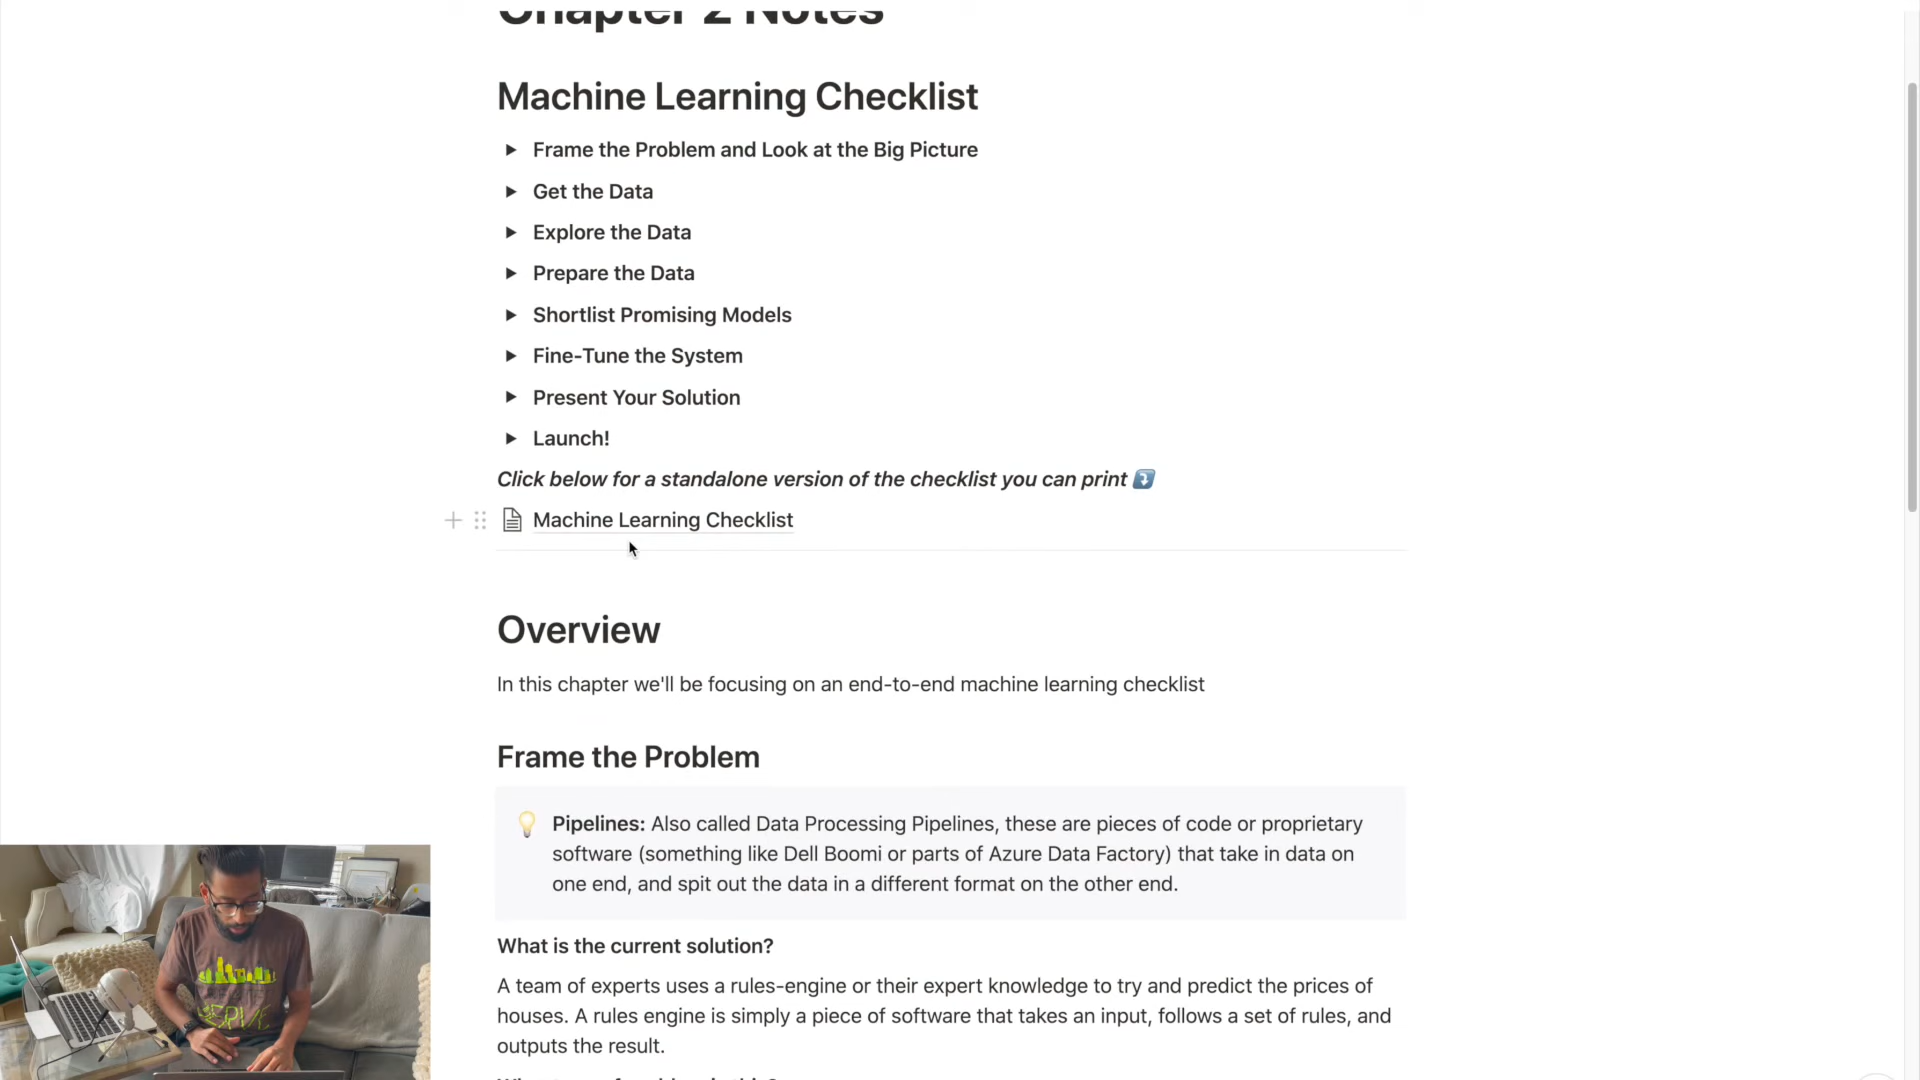 Chapter 2 Notes
Machine Learning Checklist
Frame the Problem and Look at the Big Picture
Get the Data
Explore the Data
Prepare the Data
Shortlist Promising Models
Fine-Tune the System
Present Your Solution
Launch!
Click below for a standalone version of the checklist you can print
Machine Learning Checklist
Overview
In this chapter we'll be focusing on an end-to-end machine learning checklist
Frame the Problem
Pipelines: Also called Data Processing Pipelines, these are pieces of code or proprietary
software (something like Dell Boomi or parts of Azure Data Factory) that take in data on
one end, and spit out the data in a different format on the other end.
What is the current solution?
A team of experts uses a rules-engine or their expert knowledge to try and predict the prices of
houses. A rules engine is simply a piece of software that takes an input, follows a set of rules, and
outputs the result.